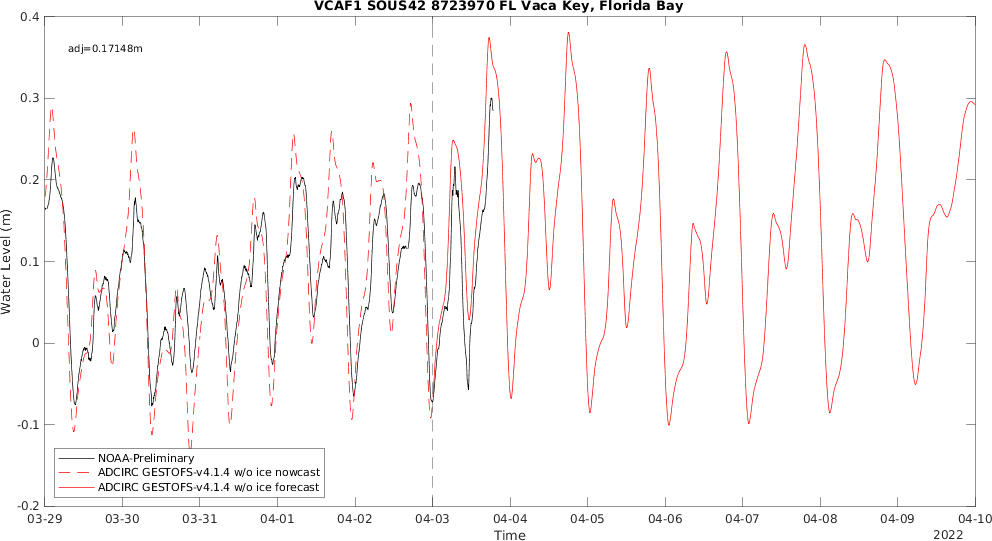 VCAF1 SOUS42 8723970 FL Vaca Key, Florida Bay
adj=0.17148m
0.4
0.3
0.2
0.1
0
-0.1
-0.2
Water Level (m)
NOAA-Preliminary
ADCIRC GESTOFS-v4.1.4 w/o ice nowcast
ADCIRC GESTOFS-v4.1.4 w/o ice forecast
03-29 03-30 03-31 04-01 04-02 04-03 04-04 04-05 04-06 04-07 04-08 04-09 04-10
Time
2022